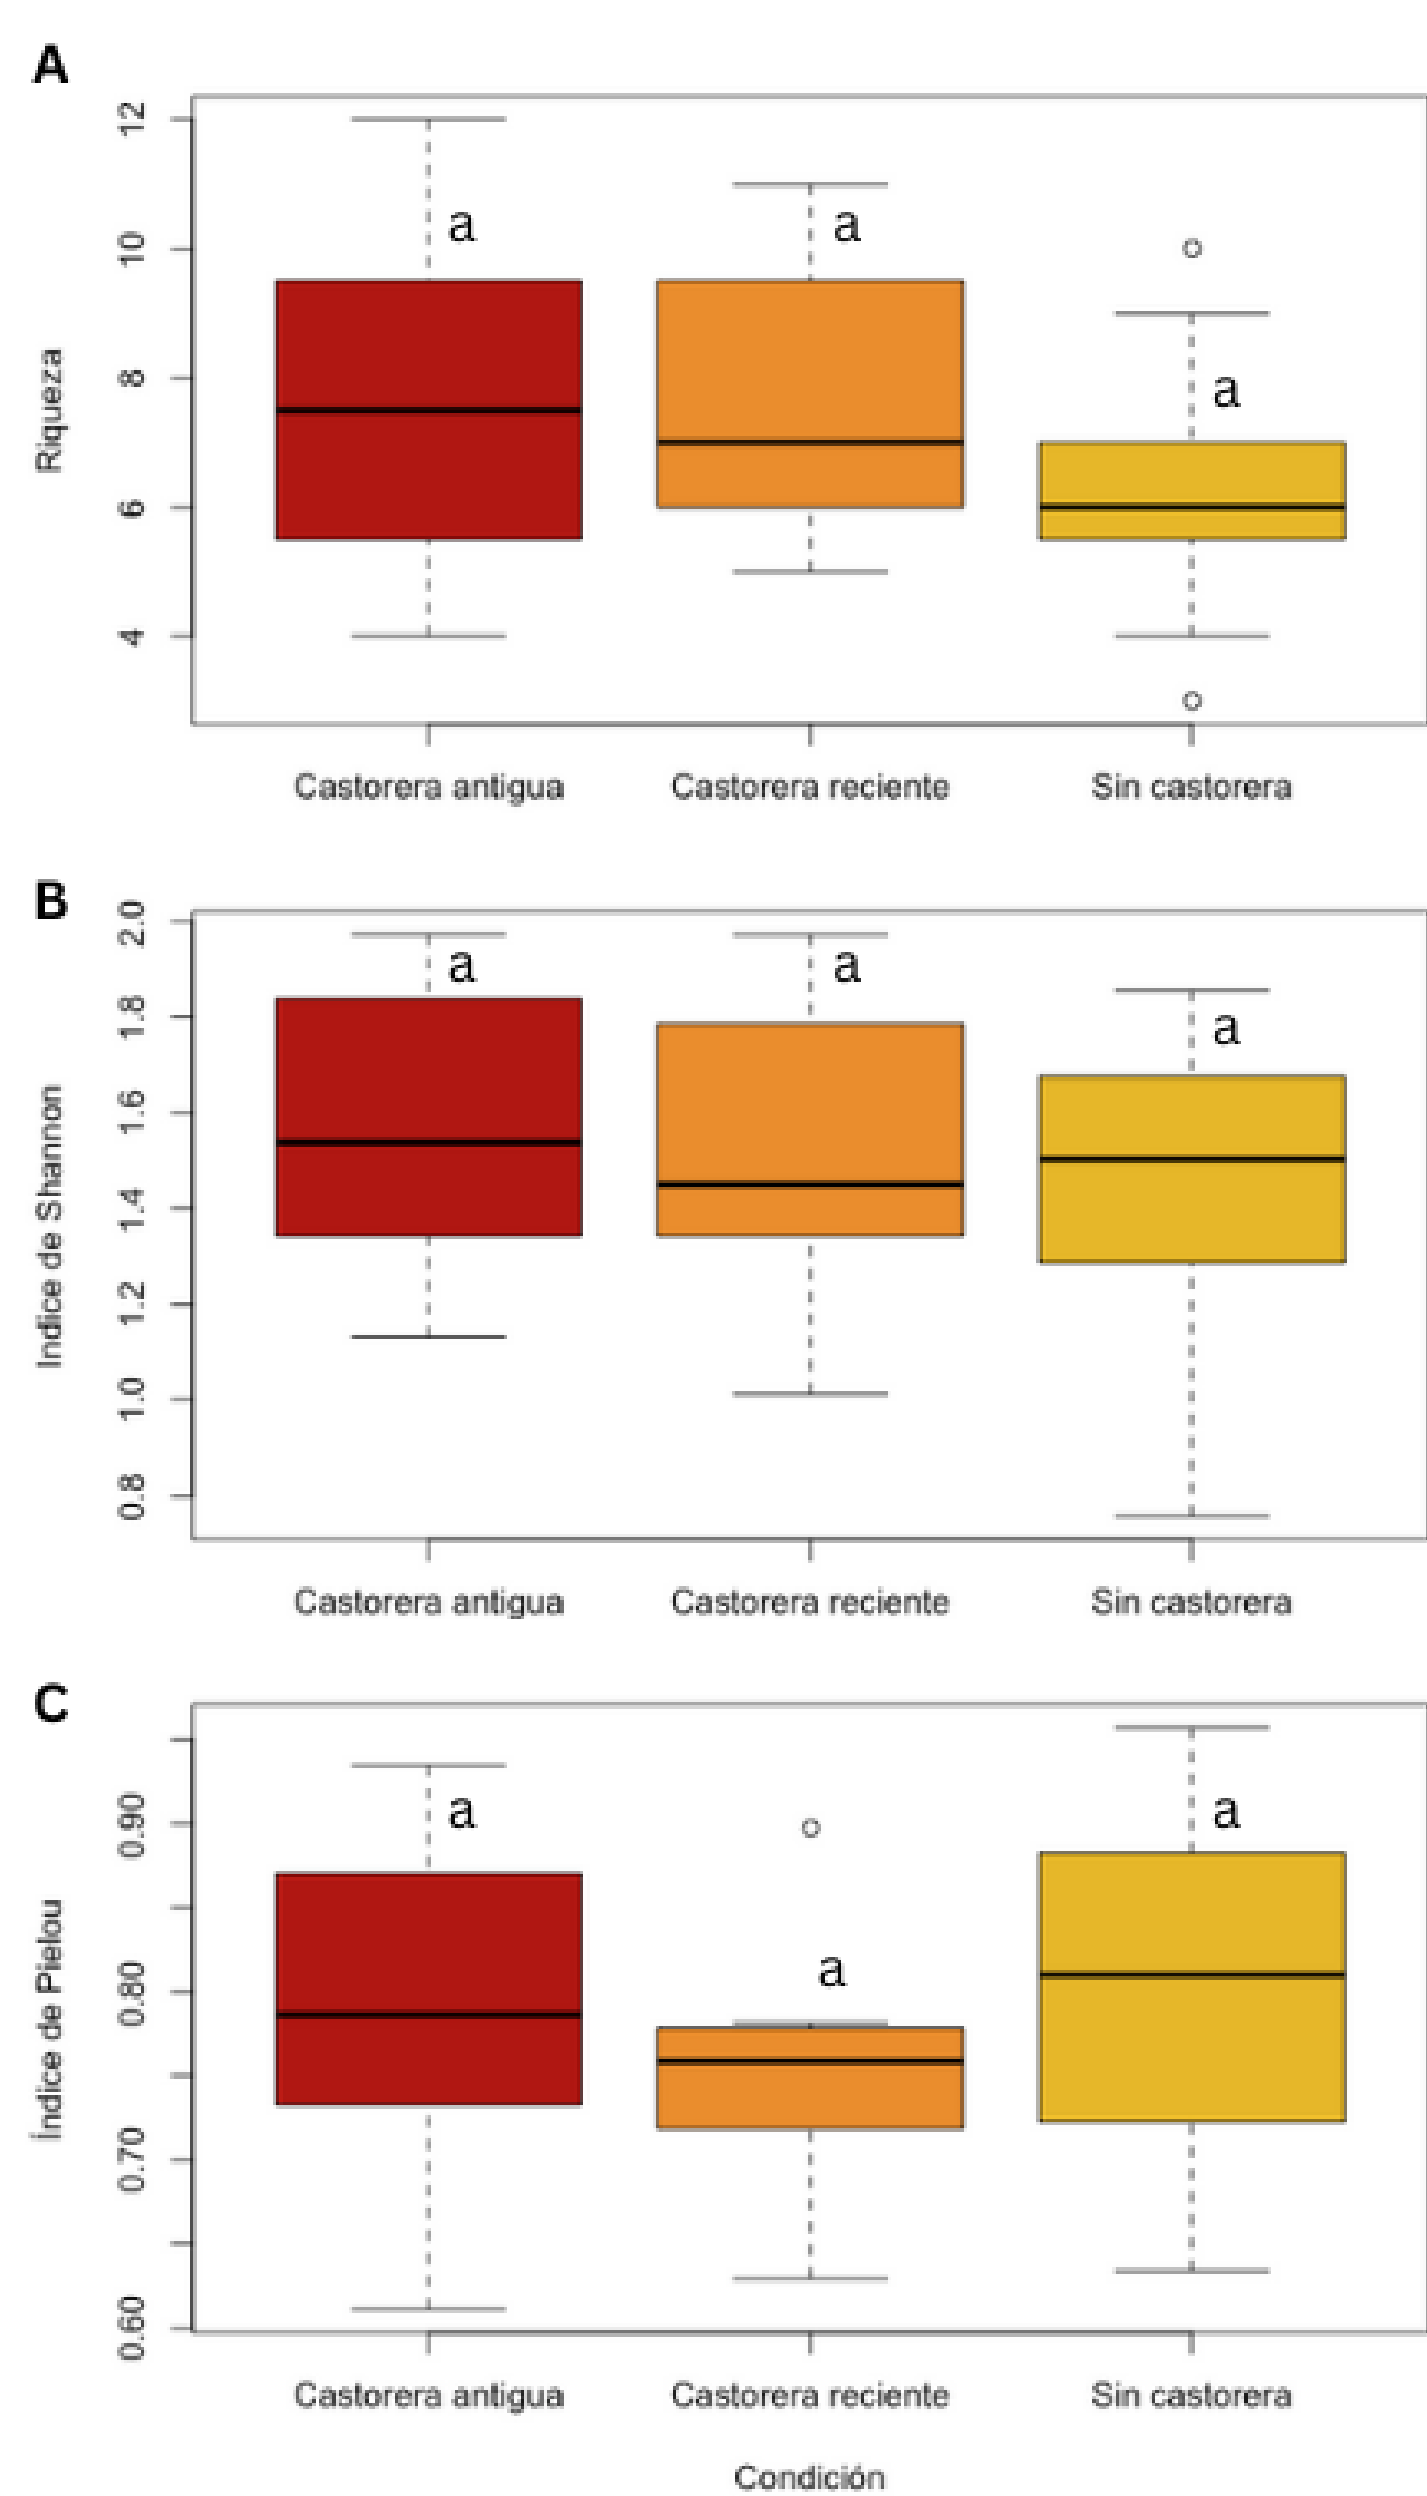 A
12
10
8
6
4
Riqueza
a
a
a
Castorera antigua
Castorera reciente
Sin castorera
B
2.0
1.8
1.6
1.4
1.2
1.0
0.8
Indice de Shannon
a
a
a
Castorera antigua
Castorera reciente
Sin castorera
C
0.90
0.80
0.70
0.60
Índice de Pielou
a
a
a
Castorera antigua
Castorera reciente
Sin castorera
Condición